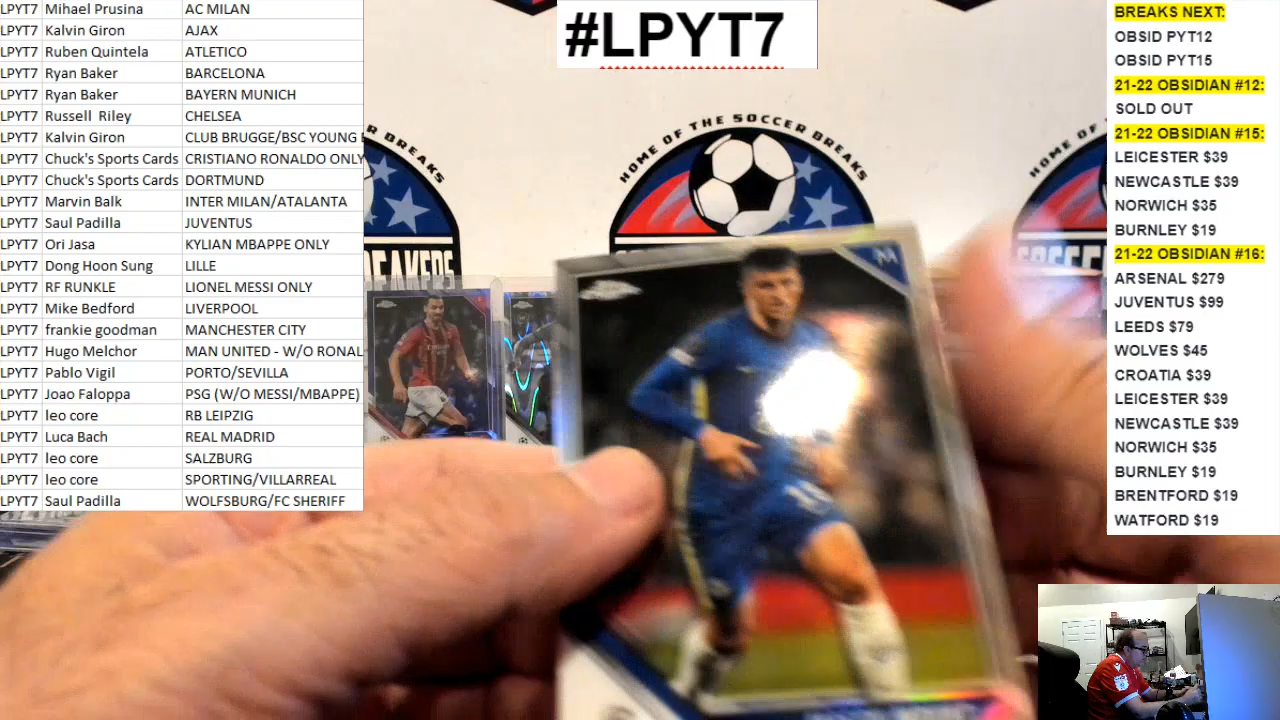 LPYT7 Mihael Prusina AC MILAN
LPYT7 Kalvin Giron AJAX
LPYT7 Ruben Quintela ATLETICO
LPYT7 Ryan Baker BARCELONA
LPYT7 Ryan Baker BAYERN MUNICH
LPYT7 Russell Riley CHELSEA
LPYT7 Kalvin Giron CLUB BRUGGE/BSC YOUNG
LPYT7 Chuck's Sports Cards CRISTIANO RONALDO ONLY
LPYT7 Chuck's Sports Cards DORTMUND
LPYT7 Marvin Balk INTER MILAN/ATALANTA
LPYT7 Saul Padilla JUVENTUS
LPYT7 Ori Jasa KYLIAN MBAPPE ONLY
LPYT7 Dong Hoon Sung LILLE
LPYT7 RF RUNKLE LIONEL MESSI ONLY
LPYT7 Mike Bedford LIVERPOOL
LPYT7 frankie goodman MANCHESTER CITY
LPYT7 Hugo Melchor MAN UNITED - W/O RONAL
LPYT7 Pablo Vigil PORTO/SEVILLA
LPYT7 Joao Faloppa PSG (W/O MESSI/MBAPPE)
LPYT7 leo core RB LEIPZIG
LPYT7 Luca Bach REAL MADRID
LPYT7 leo core SALZBURG
LPYT7 leo core SPORTING/VILLARREAL
LPYT7 Saul Padilla WOLFSBURG/FC SHERIFF
#LPYT7
HOME OF THE SOCCER BREAKS
R BREAKS
EAKERS
HOME OF
BREAKS NEXT:
OBSID PYT12
OBSID PYT15
21-22 OBSIDIAN #12:
SOLD OUT
21-22 OBSIDIAN #15:
LEICESTER $39
NEWCASTLE $39
NORWICH $35
BURNLEY $19
21-22 OBSIDIAN #16:
ARSENAL $279
JUVENTUS $99
LEEDS $79
WOLVES $45
CROATIA $39
LEICESTER $39
NEWCASTLE $39
NORWICH $35
BURNLEY $19
BRENTFORD $19
WATFORD $19